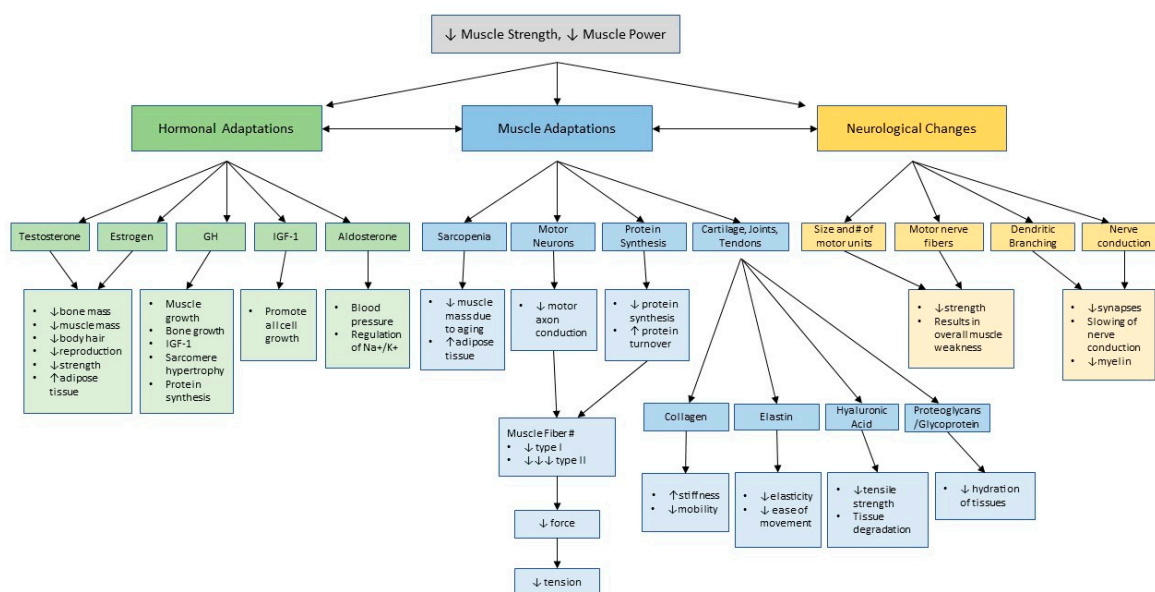 ↓ Muscle Strength, ↓ Muscle Power
Hormonal Adaptations
Muscle Adaptations
Neurological Changes
Testosterone
Estrogen
GH
IGF-1
Aldosterone
Sarcopenia
Motor
Neurons
Protein
Synthesis
Cartilage, Joints,
Tendons
Size and # of
motor units
Motor nerve
fibers
Dendritic
Branching
Nerve
conduction
• ↓bone mass
• ↓muscle mass
• ↓body hair
• ↓reproduction
• ↓strength
• ↑adipose
tissue
• Muscle
growth
• Bone growth
• IGF-1
• Sarcomere
hypertrophy
• Protein
synthesis
• Promote
all cell
growth
• Blood
pressure
• Regulation
of Na+/K+
• ↓ muscle
mass due
to aging
• ↑adipose
tissue
• ↓ motor
axon
conduction
• ↓ protein
synthesis
• ↑ protein
turnover
• ↓strength
• Results in
overall muscle
weakness
• ↓synapses
• Slowing of
nerve
conduction
• ↓myelin
Muscle Fiber #
• ↓ type I
• ↓↓↓ type II
↓ force
↓ tension
Collagen
Elastin
Hyaluronic
Acid
Proteoglycans
/Glycoprotein
• ↑stiffness
• ↓mobility
• ↓elasticity
• ↓ ease of
movement
• ↓tensile
strength
• Tissue
degradation
• ↓ hydration
of tissues